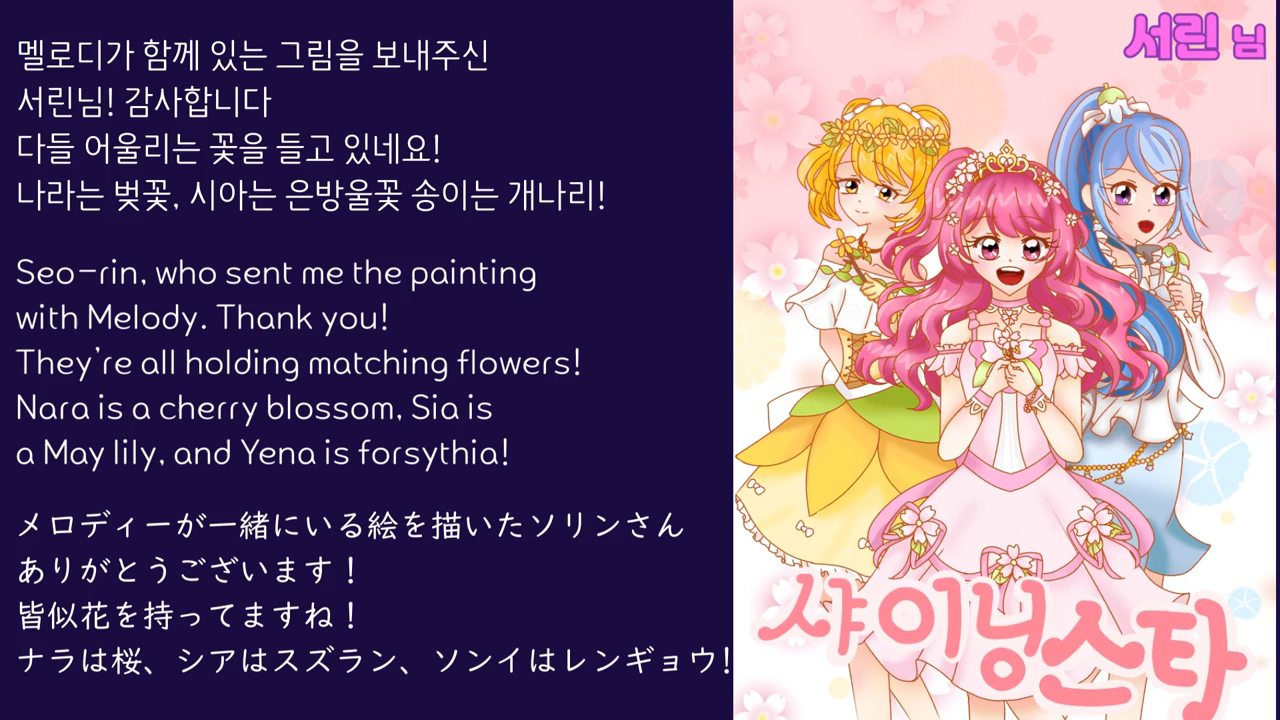 멜로디가 함께 있는 그림을 보내주신
서린님! 감사합니다
다들 어울리는 꽃을 들고 있네요!
나라는 벚꽃, 시아는 은방울꽃 송이는 개나리!
Seo-rin, who sent me the painting
with Melody. Thank you!
They're all holding matching flowers!
Nara is a cherry blossom, Sia is
a May lily, and Yena is forsythia!
メロディーが一緒にいる絵を描いたソリンさん
ありがとうございます！
皆似花を持ってますね！
ナラは桜、シアはスズラン、ソンイはレンギョウ!
서린 님
샤이닝스타